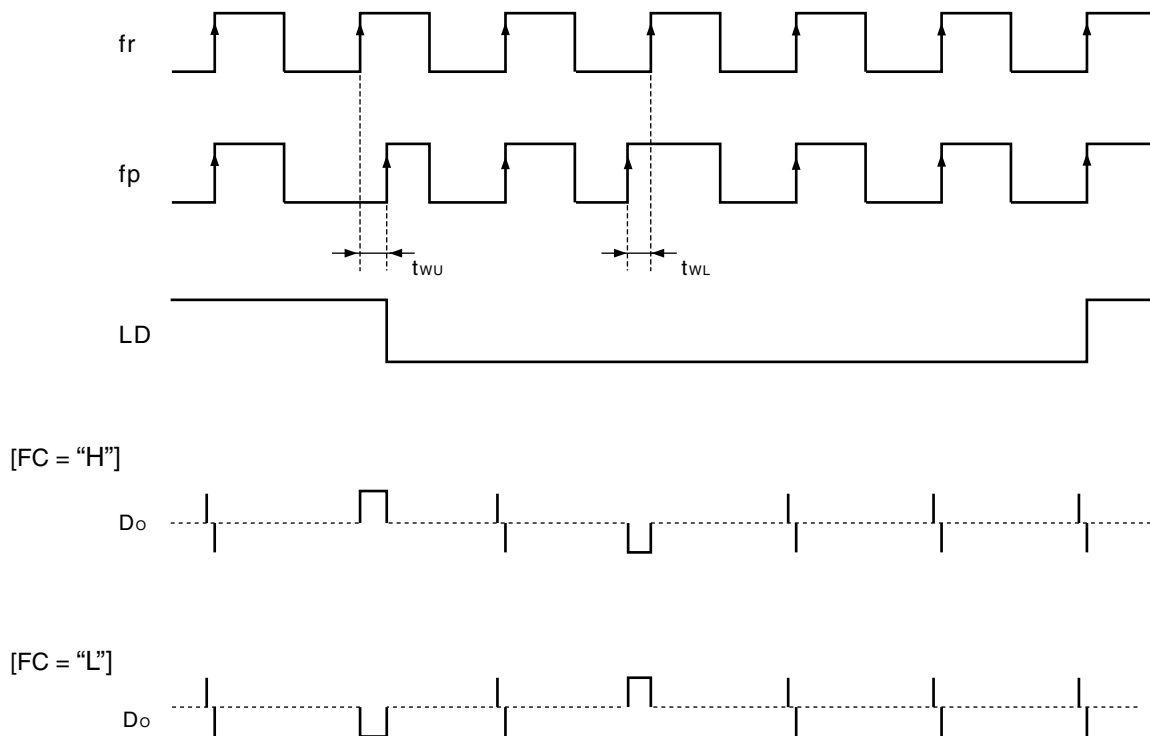 fr
fp
tWU
tWL
LD
[FC = “H”]
DO
[FC = “L”]
DO